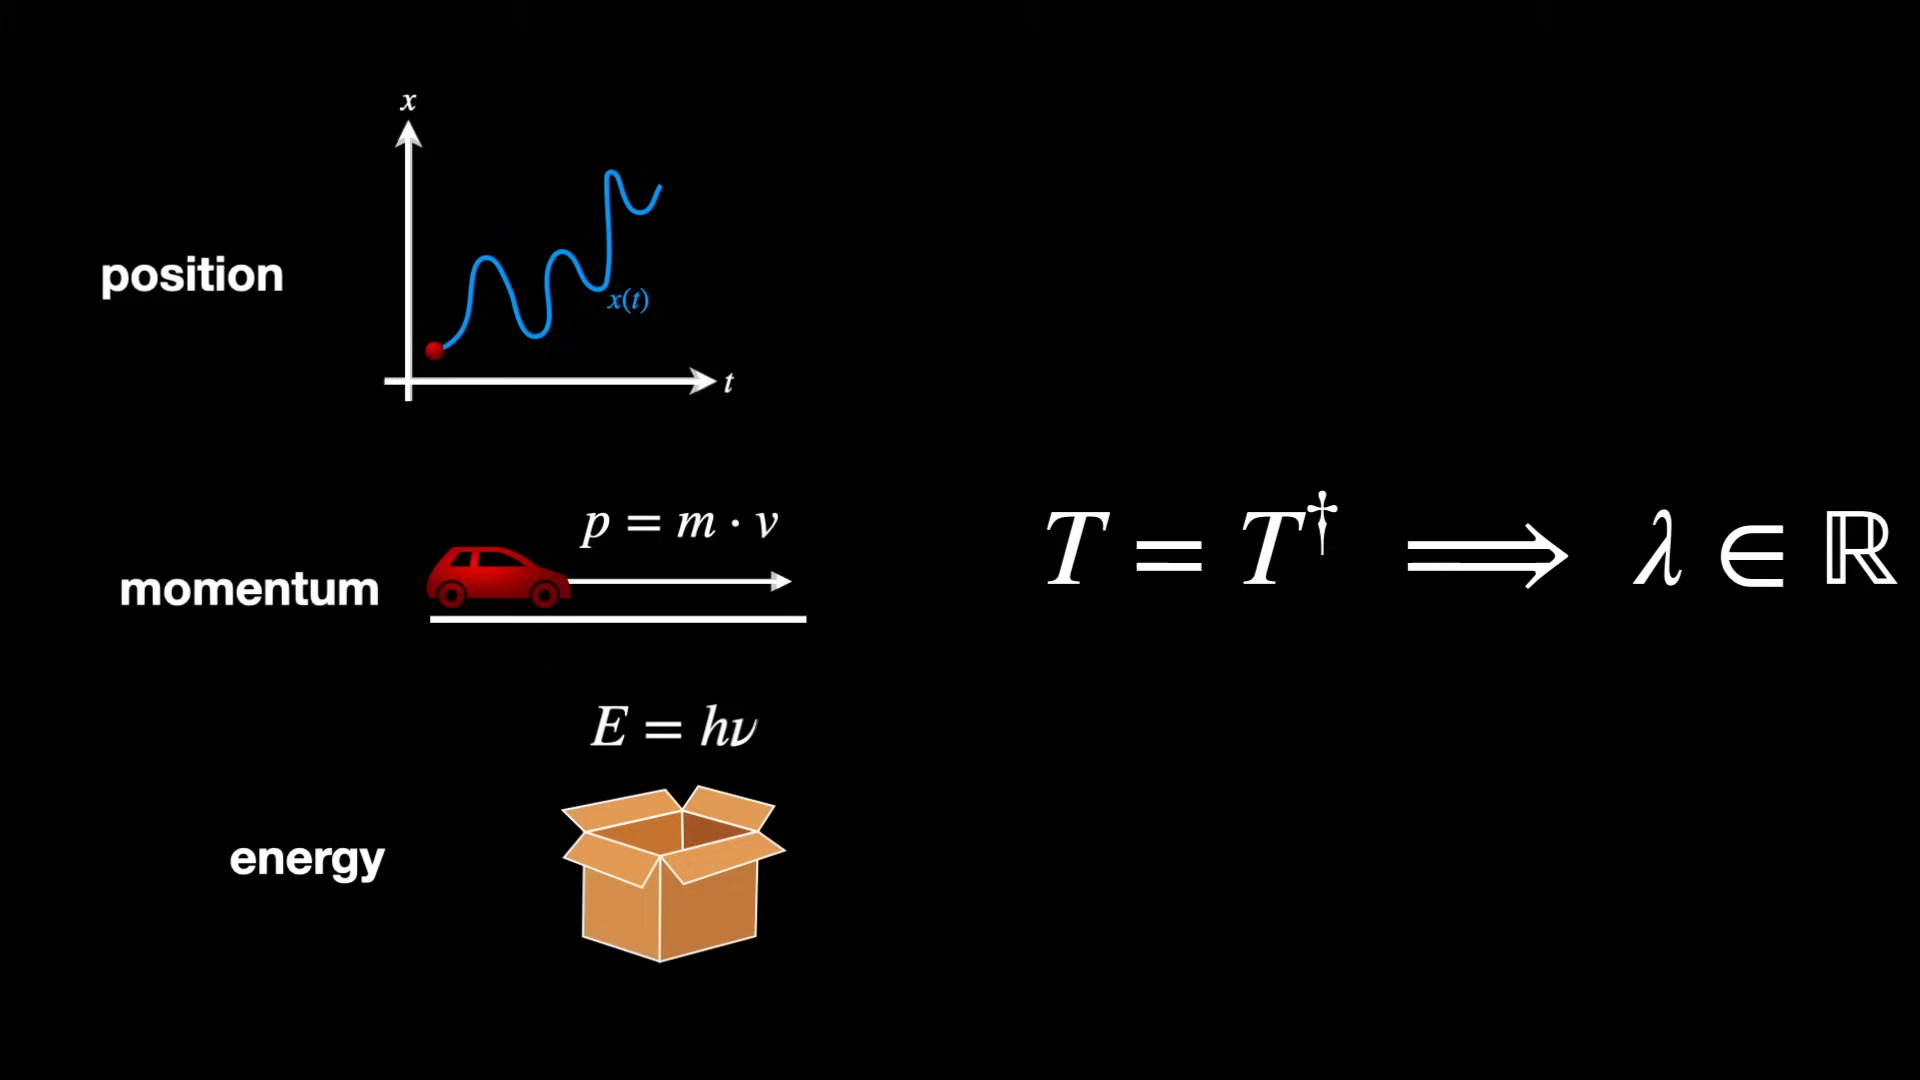 x
position
x(t)
t
p = m · v
momentum
T = T† ⟹ λ ∈ ℝ
E = hν
energy